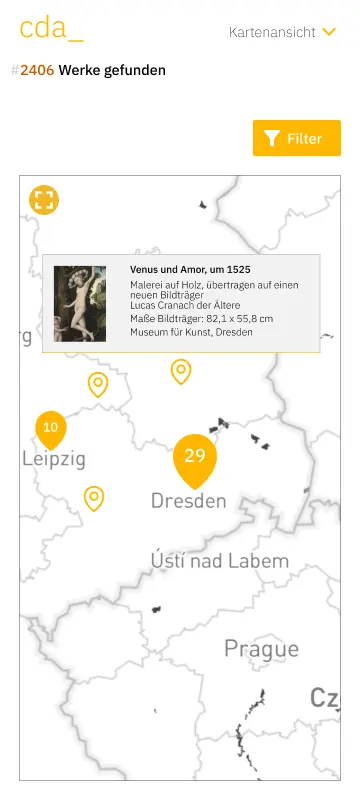 cda_
Kartenansicht
#2406 Werke gefunden
Filter
Venus und Amor, um 1525
Malerei auf Holz, übertragen auf einen
neuen Bildträger
Lucas Cranach der Ältere
Maße Bildträger: 82,1 x 55,8 cm
Museum für Kunst, Dresden
g
10
Leipzig
29
Dresden
Ústí nad Labem
Prague
Cz